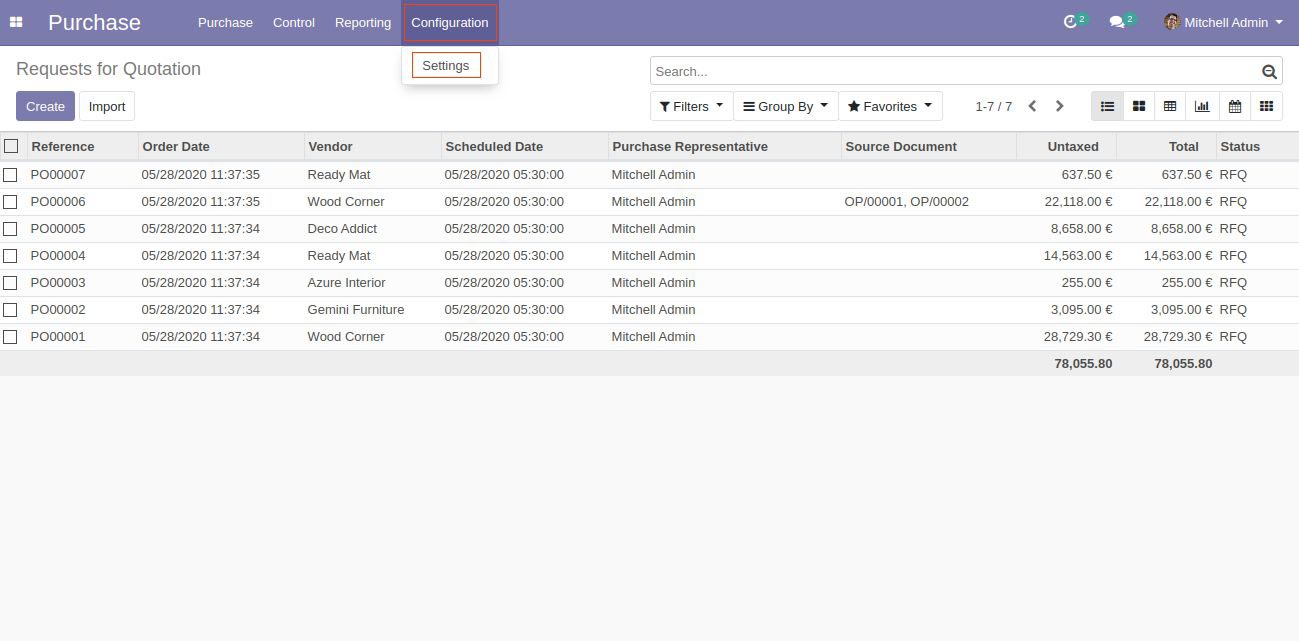 Purchase Purchase Control Reporting Configuration 2 2 Mitchell Admin
Settings
Requests for Quotation
Search...
Create Import Filters Group By Favorites 1-7 / 7
Reference Order Date Vendor Scheduled Date Purchase Representative Source Document Untaxed Total Status
PO00007 05/28/2020 11:37:35 Ready Mat 05/28/2020 05:30:00 Mitchell Admin 637.50 € 637.50 € RFQ
PO00006 05/28/2020 11:37:35 Wood Corner 05/28/2020 05:30:00 Mitchell Admin OP/00001, OP/00002 22,118.00 € 22,118.00 € RFQ
PO00005 05/28/2020 11:37:34 Deco Addict 05/28/2020 05:30:00 Mitchell Admin 8,658.00 € 8,658.00 € RFQ
PO00004 05/28/2020 11:37:34 Ready Mat 05/28/2020 05:30:00 Mitchell Admin 14,563.00 € 14,563.00 € RFQ
PO00003 05/28/2020 11:37:34 Azure Interior 05/28/2020 05:30:00 Mitchell Admin 255.00 € 255.00 € RFQ
PO00002 05/28/2020 11:37:34 Gemini Furniture 05/28/2020 05:30:00 Mitchell Admin 3,095.00 € 3,095.00 € RFQ
PO00001 05/28/2020 11:37:34 Wood Corner 05/28/2020 05:30:00 Mitchell Admin 28,729.30 € 28,729.30 € RFQ
78,055.80 78,055.80